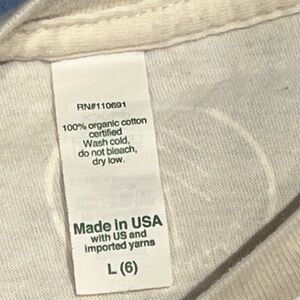 RN#110691
100% organic cotton
certified
Wash cold,
do not bleach,
dry low.
Made in USA
with US and
imported yarns
L (6)